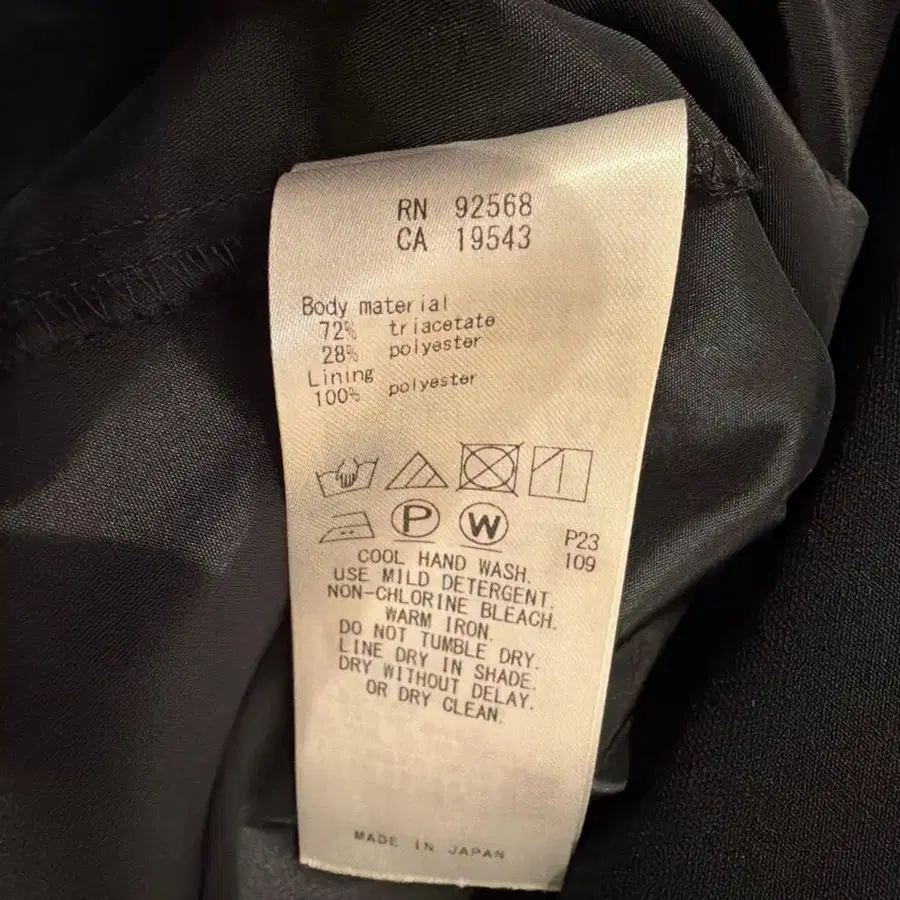 RN 92568
CA 19543
Body material
72% triacetate
28% polyester
Lining
100% polyester
P W
P23
109
COOL HAND WASH.
USE MILD DETERGENT.
NON-CHLORINE BLEACH.
WARM IRON.
DO NOT TUMBLE DRY.
LINE DRY IN SHADE.
DRY WITHOUT DELAY.
OR DRY CLEAN.
MADE IN JAPAN